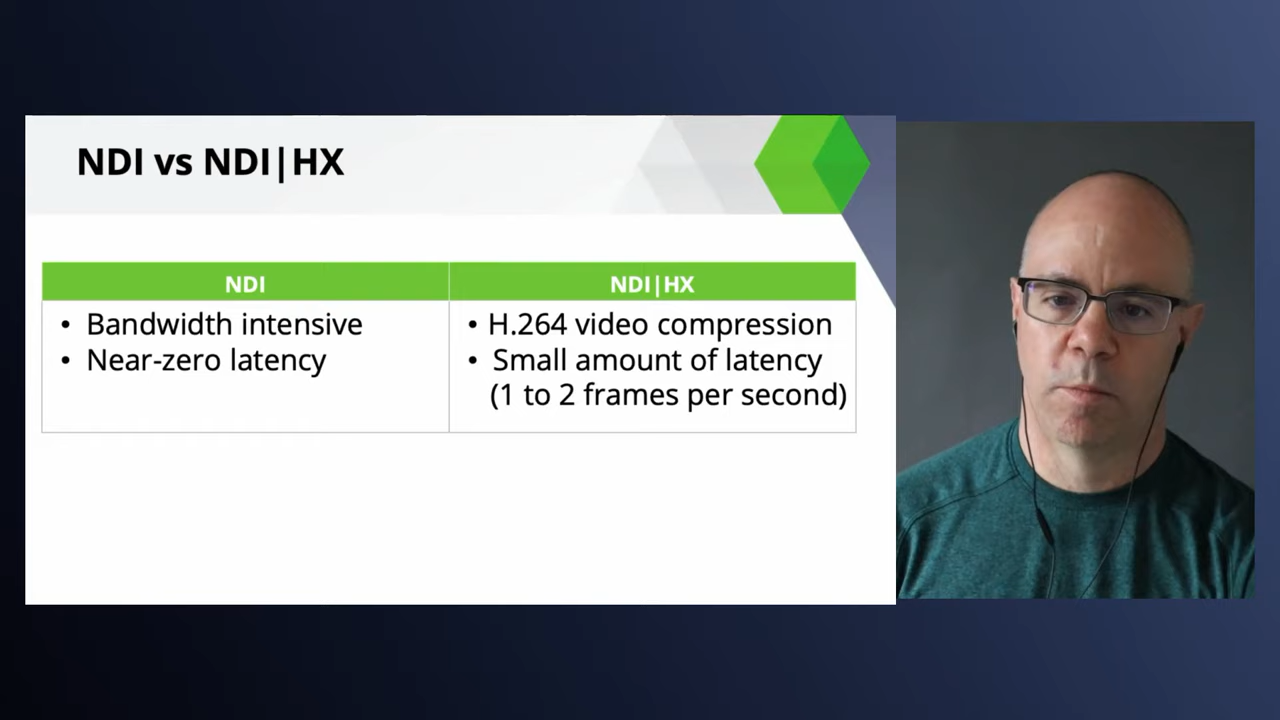 NDI vs NDI|HX
NDI
• Bandwidth intensive
• Near-zero latency
NDI|HX
• H.264 video compression
• Small amount of latency
(1 to 2 frames per second)